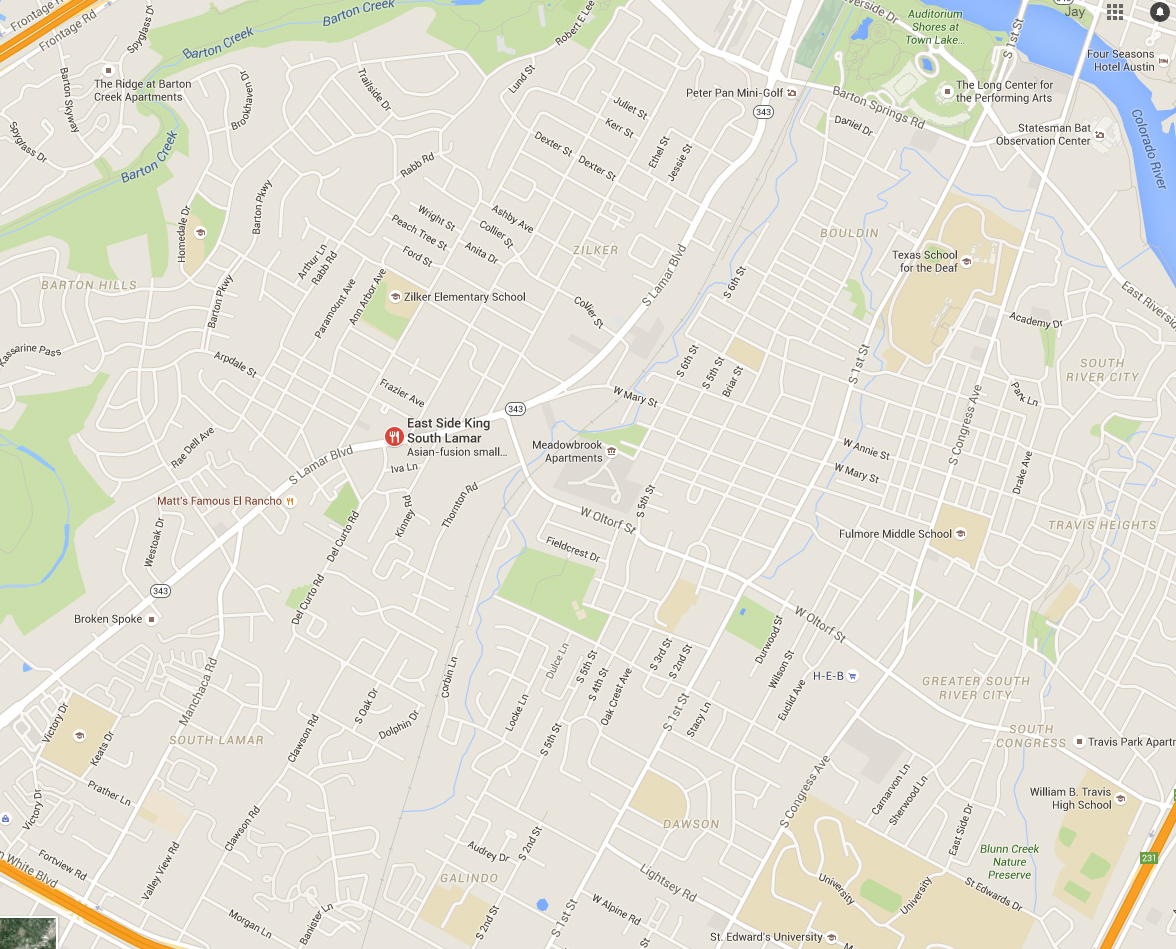 Frontage Rd
Frontage Rd
Spyglass Dr
Barton Creek
Barton Creek
Robert E Lee
Riverside Dr
Auditorium
Shores at
Town Lake...
S 1st St
Jay
Four Seasons
Hotel Austin
The Ridge at Barton
Creek Apartments
Barton Skyway
Brookhaven Dr
Trailside Dr
Lund St
Peter Pan Mini-Golf
343
Barton Springs Rd
The Long Center for
the Performing Arts
Statesman Bat
Observation Center
Colorado River
Spyglass Dr
Barton Creek
Juliet St
Kerr St
Dexter St
Dexter St
Ethel St
Jessie St
Daniel Dr
Rabb Rd
Homedale Dr
Barton Pkwy
Wright St
Peach Tree St
Ford St
Ashby Ave
Collier St
Anita Dr
ZILKER
BOULDIN
Texas School
for the Deaf
Arthur Ln
Rabb Rd
S Lamar Blvd
S 6th St
BARTON HILLS
Barton Pkwy
Paramount Ave
Ann Arbor Ave
Zilker Elementary School
Collier St
East Riversi
Academy Dr
Kassarine Pass
Arpdale St
Frazier Ave
S 6th St
S 5th St
Briar St
S 1st St
SOUTH
RIVER CITY
Park Ln
343
W Mary St
S Congress Ave
East Side King
South Lamar
Asian-fusion small...
Rae Dell Ave
S Lamar Blvd
Iva Ln
Meadowbrook
Apartments
W Annie St
W Mary St
Drake Ave
Matt's Famous El Rancho
Kinney Rd
Thornton Rd
S 5th St
W Oltorf St
Westoak Dr
Del Curto Rd
Fieldcrest Dr
Fulmore Middle School
TRAVIS HEIGHTS
343
Del Curto Rd
Broken Spoke
W Oltorf St
Durwood St
Wilson St
Euclid Ave
H-E-B
Manchaca Rd
Corbin Ln
Dulce Ln
S 5th St
S 4th St
Oak Crest Ave
S 3rd St
S 2nd St
GREATER SOUTH
RIVER CITY
Victory Dr
Keats Dr
SOUTH LAMAR
S Oak Dr
Dolphin Dr
Clawson Rd
Locke Ln
S 5th St
S 1st St
Stacy Ln
SOUTH
CONGRESS
Travis Park Apartr
Prather Ln
Victory Dr
S Congress Ave
Carnarvon Ln
Sherwood Ln
William B. Travis
High School
Clawson Rd
DAWSON
East Side Dr
Valley View Rd
Audrey Dr
S 2nd St
Blunn Creek
Nature
Preserve
231
n White Blvd
Fortview Rd
GALINDO
Lightsey Rd
University
University
St Edwards Dr
Morgan Ln
Banister Ln
S 2nd St
S 1st St
W Alpine Rd
St
St. Edward's University